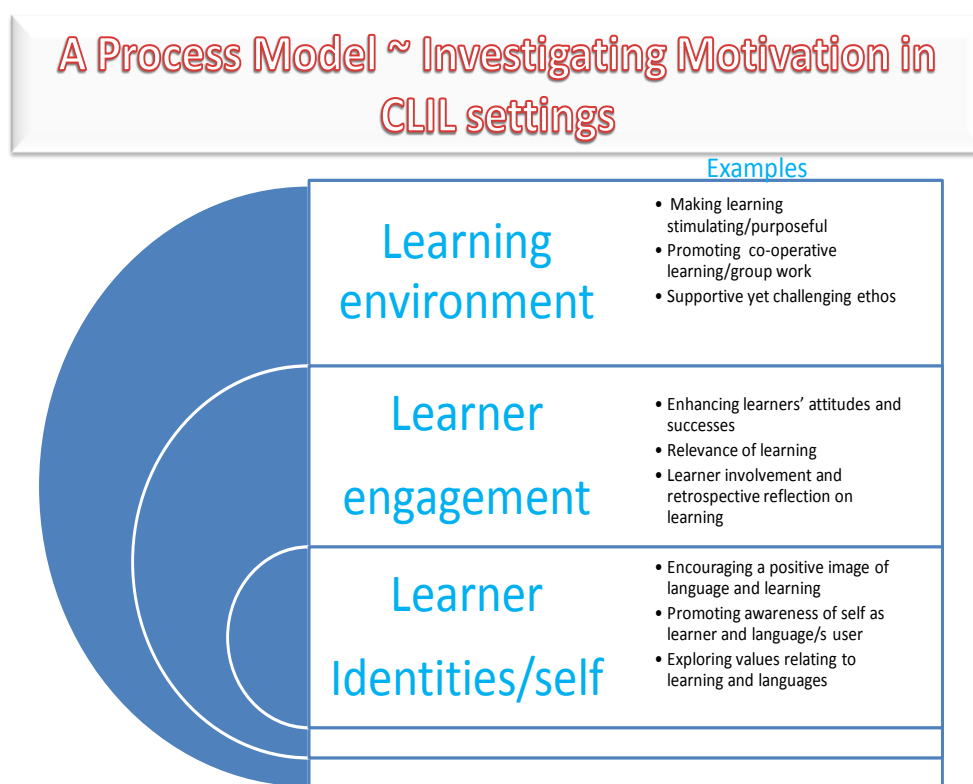 A Process Model ~ Investigating Motivation in
CLIL settings
Examples
Learning
environment
• Making learning
stimulating/purposeful
• Promoting co-operative
learning/group work
• Supportive yet challenging ethos
Learner
engagement
• Enhancing learners’ attitudes and
successes
• Relevance of learning
• Learner involvement and
retrospective reflection on
learning
Learner
Identities/self
• Encouraging a positive image of
language and learning
• Promoting awareness of self as
learner and language/s user
• Exploring values relating to
learning and languages